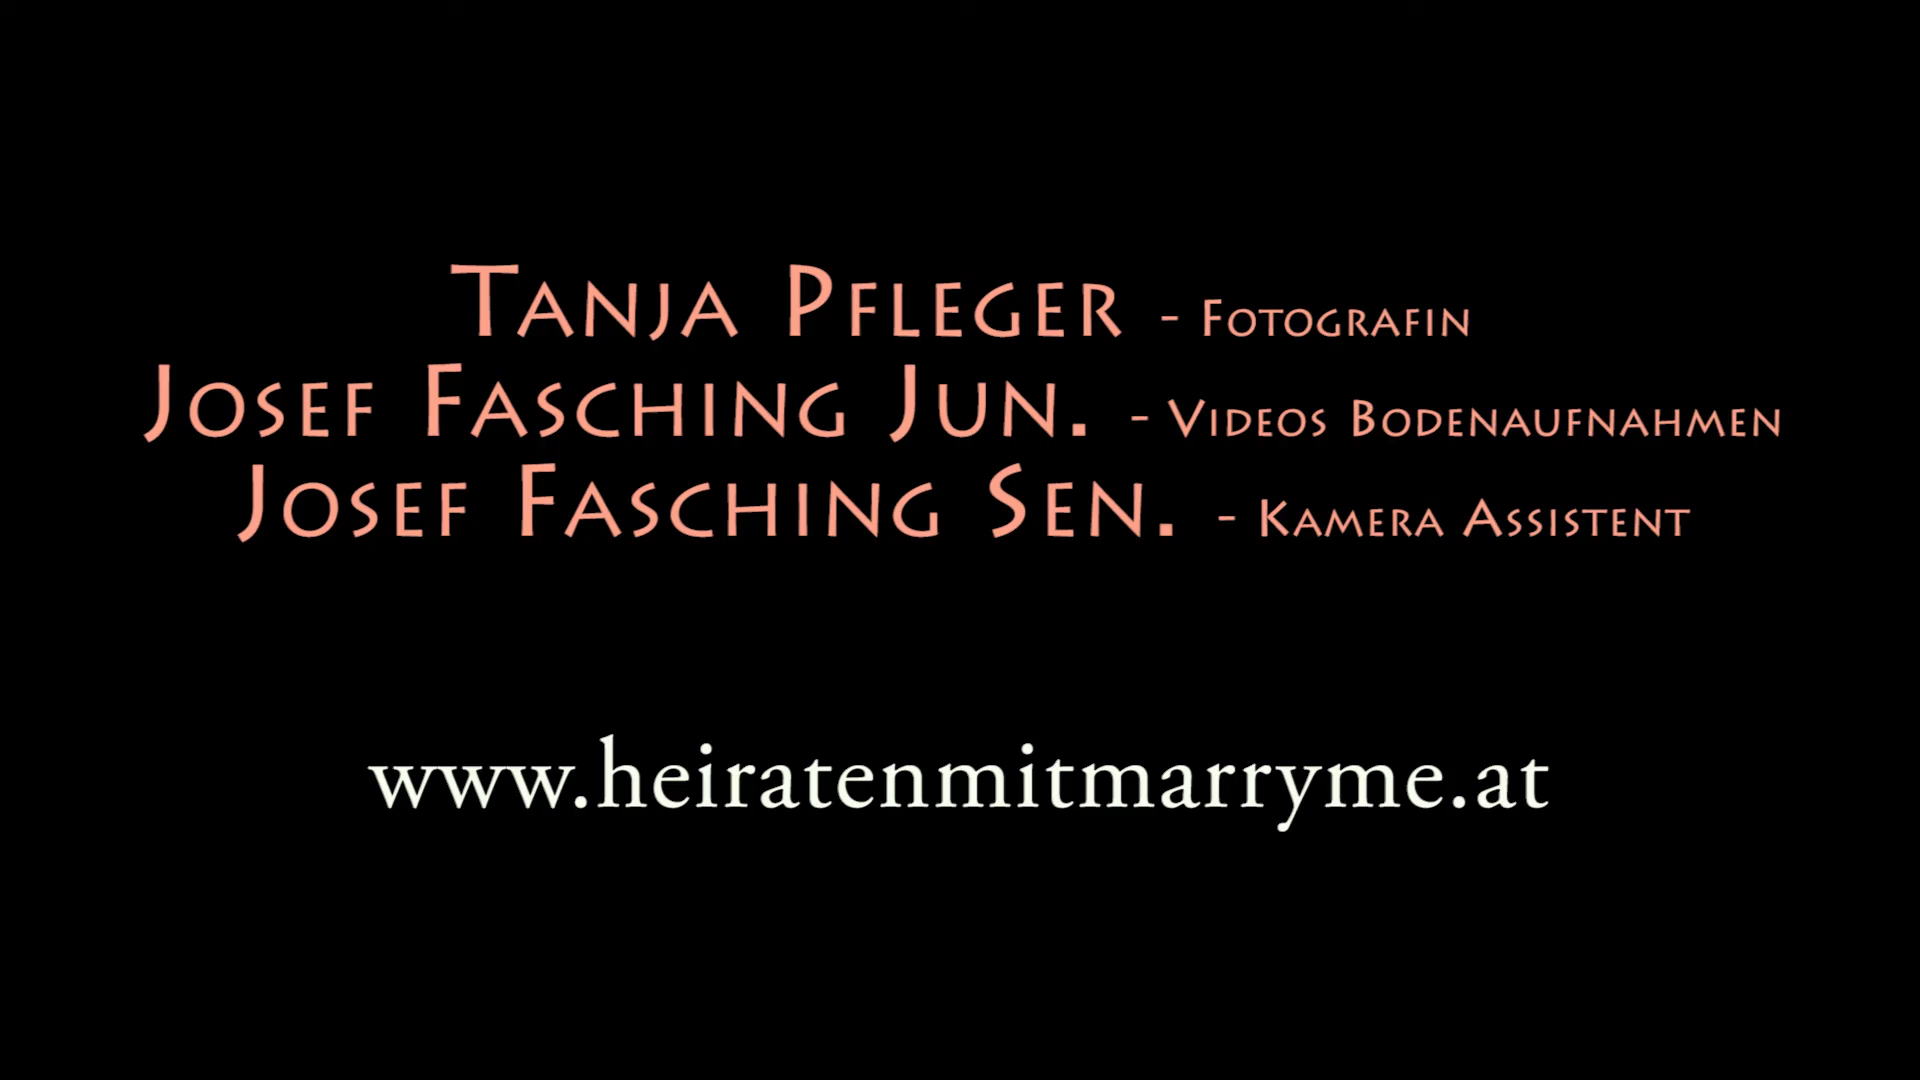 Tanja Pfleger - Fotografin
Josef Fasching Jun. - Videos Bodenaufnahmen
Josef Fasching Sen. - Kamera Assistent
www.heiratenmitmarryme.at